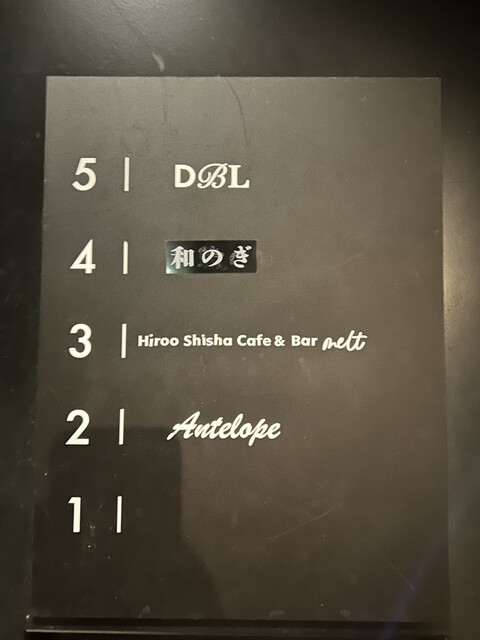 5 | DBL
4 | 和のぎ
3 | Hiroo Shisha Cafe & Bar melt
2 | Antelope
1 |